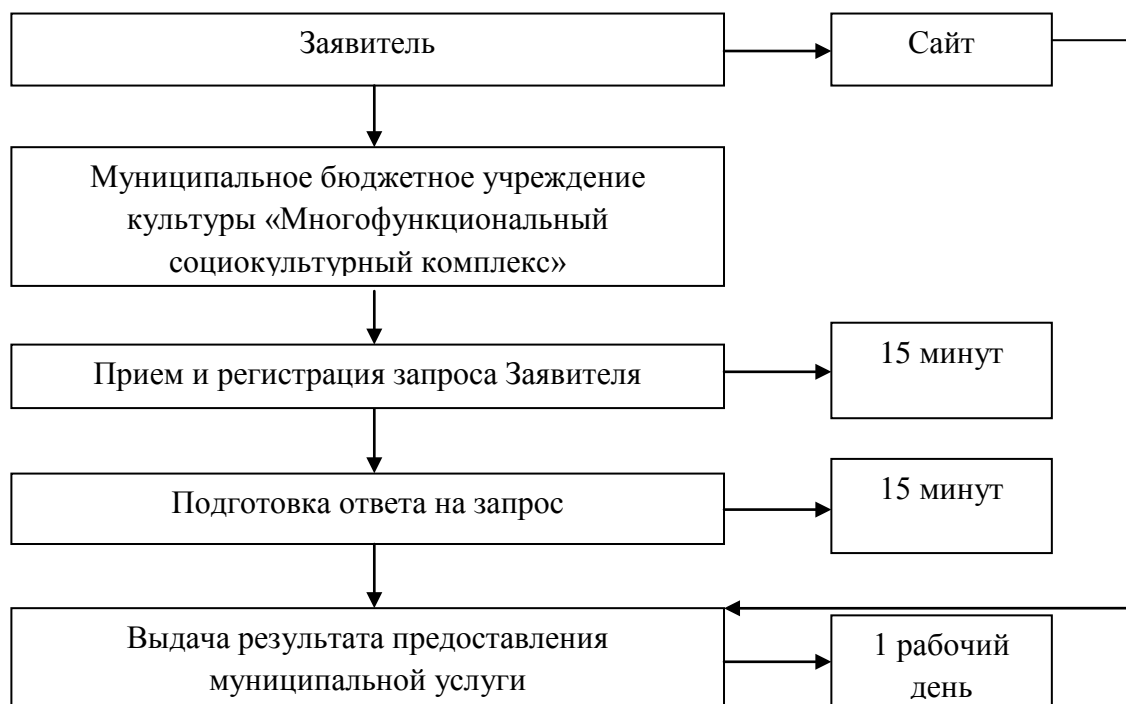 Заявитель
Сайт
Муниципальное бюджетное учреждение
культуры «Многофункциональный
социокультурный комплекс»
Прием и регистрация запроса Заявителя
15 минут
Подготовка ответа на запрос
15 минут
Выдача результата предоставления
муниципальной услуги
1 рабочий
день